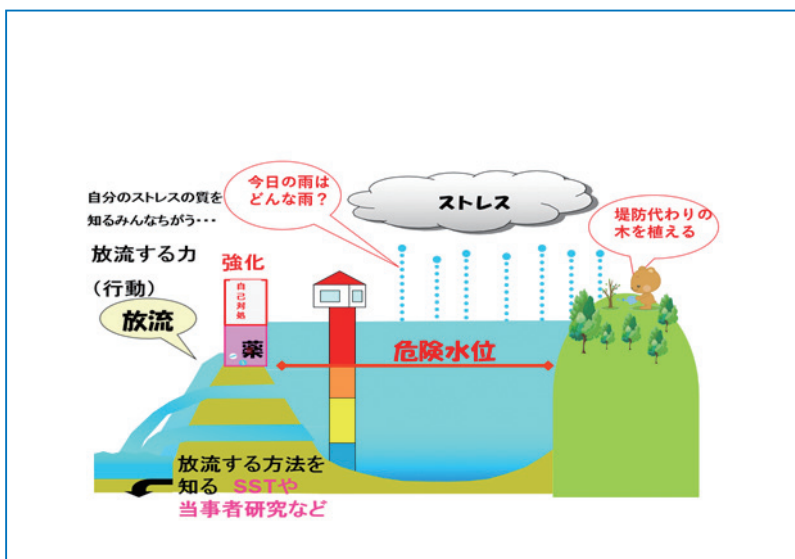 自分のストレスの質を
知るみんなちがう・・・
放流する力
（行動）
放流
強化
自己対処
薬
今日の雨は
どんな雨？
ストレス
堤防代わりの
木を植える
危険水位
放流する方法を
知る SSTや
当事者研究など